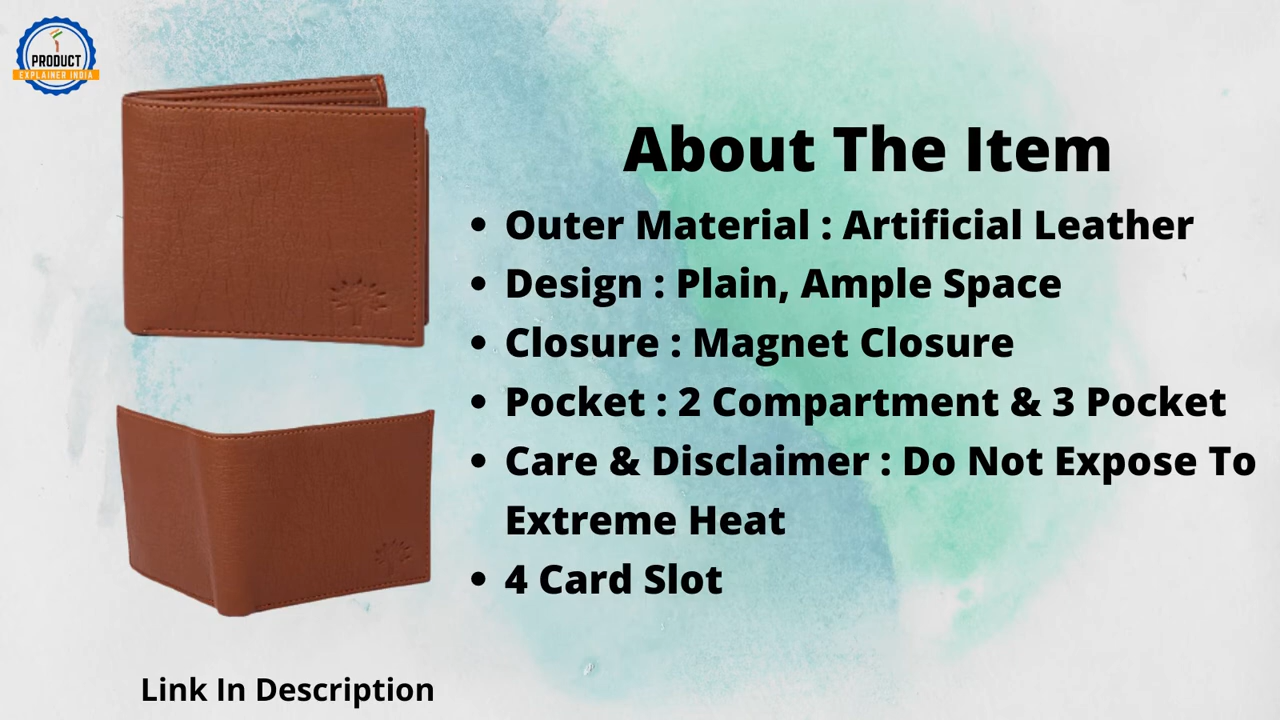 PRODUCT
EXPLAINER INDIA
About The Item
• Outer Material : Artificial Leather
• Design : Plain, Ample Space
• Closure : Magnet Closure
• Pocket : 2 Compartment & 3 Pocket
• Care & Disclaimer : Do Not Expose To
Extreme Heat
• 4 Card Slot
Link In Description